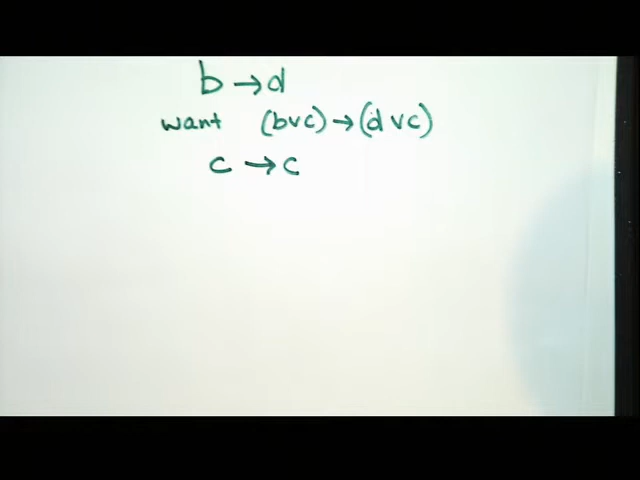 b → d
want (b∨c) → (d∨c)
c → c